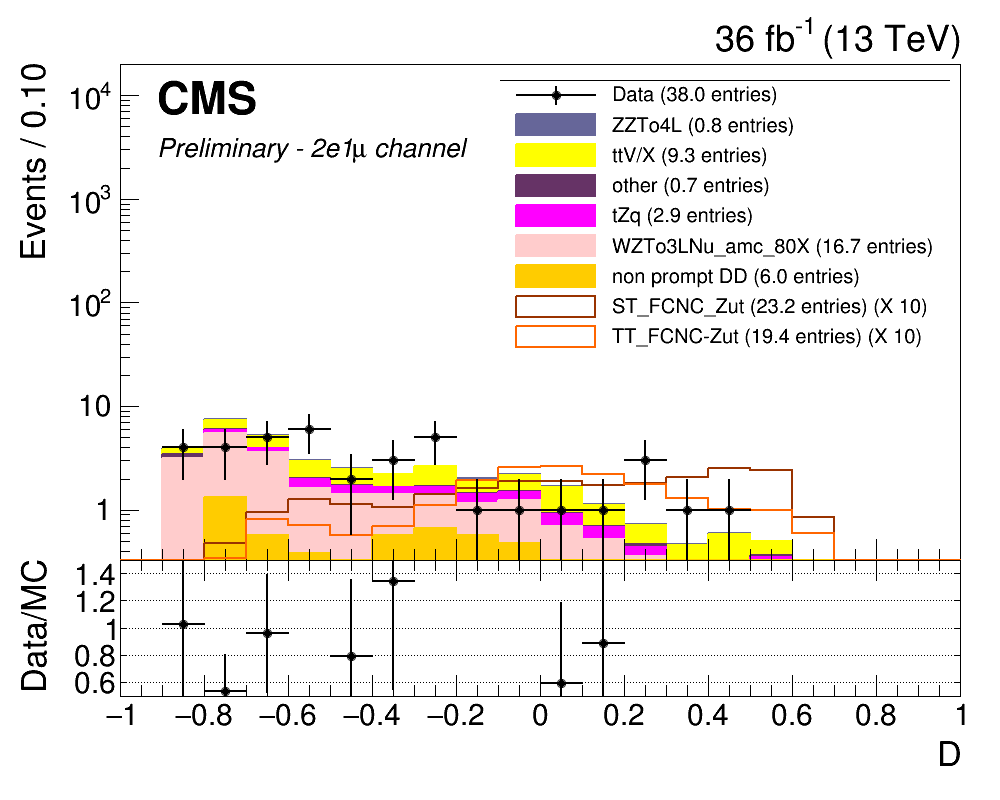 36 fb-1 (13 TeV)
CMS
Preliminary - 2e1μ channel
Data (38.0 entries)
ZZTo4L (0.8 entries)
ttV/X (9.3 entries)
other (0.7 entries)
tZq (2.9 entries)
WZTo3LNu_amc_80X (16.7 entries)
non prompt DD (6.0 entries)
ST_FCNC_Zut (23.2 entries) (X 10)
TT_FCNC-Zut (19.4 entries) (X 10)
Events / 0.10
10^4
10^3
10^2
10
1
Data/MC
1.4
1.2
1
0.8
0.6
−1 −0.8 −0.6 −0.4 −0.2 0 0.2 0.4 0.6 0.8 1
D